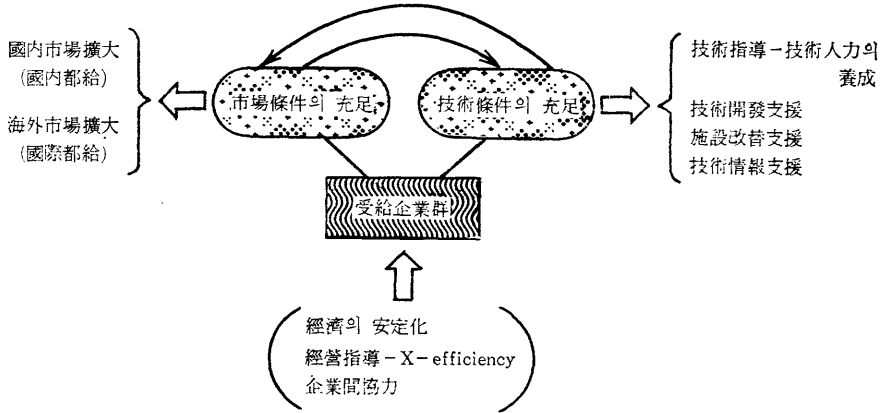 國內市場擴大
(國內都給)
海外市場擴大
(國際都給)
市場條件의 充足
技術條件의 充足
技術指導－技術人力의
養成
技術開發支援
施設改替支援
技術情報支援
受給企業群
經濟의 安定化
經營指導－X－efficiency
企業間協力